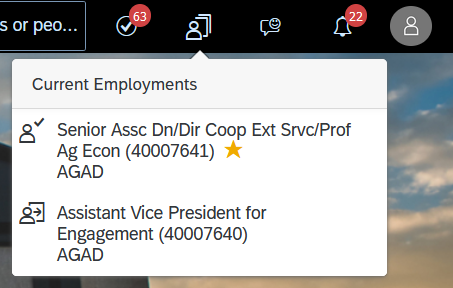 s or peo...
63
22
Current Employments
Senior Assc Dn/Dir Coop Ext Srvc/Prof
Ag Econ (40007641)
AGAD
Assistant Vice President for
Engagement (40007640)
AGAD